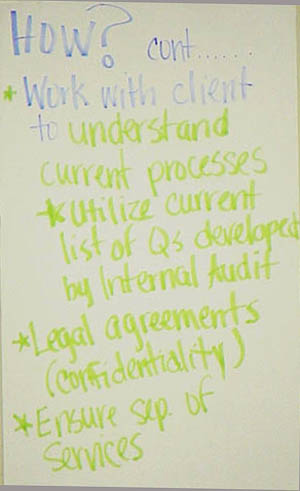 HOW? cont......
* Work with client
to understand
current processes
* Utilize current
list of Qs developed
by Internal Audit
* Legal agreements
(confidentiality)
* Ensure sep. of
Services